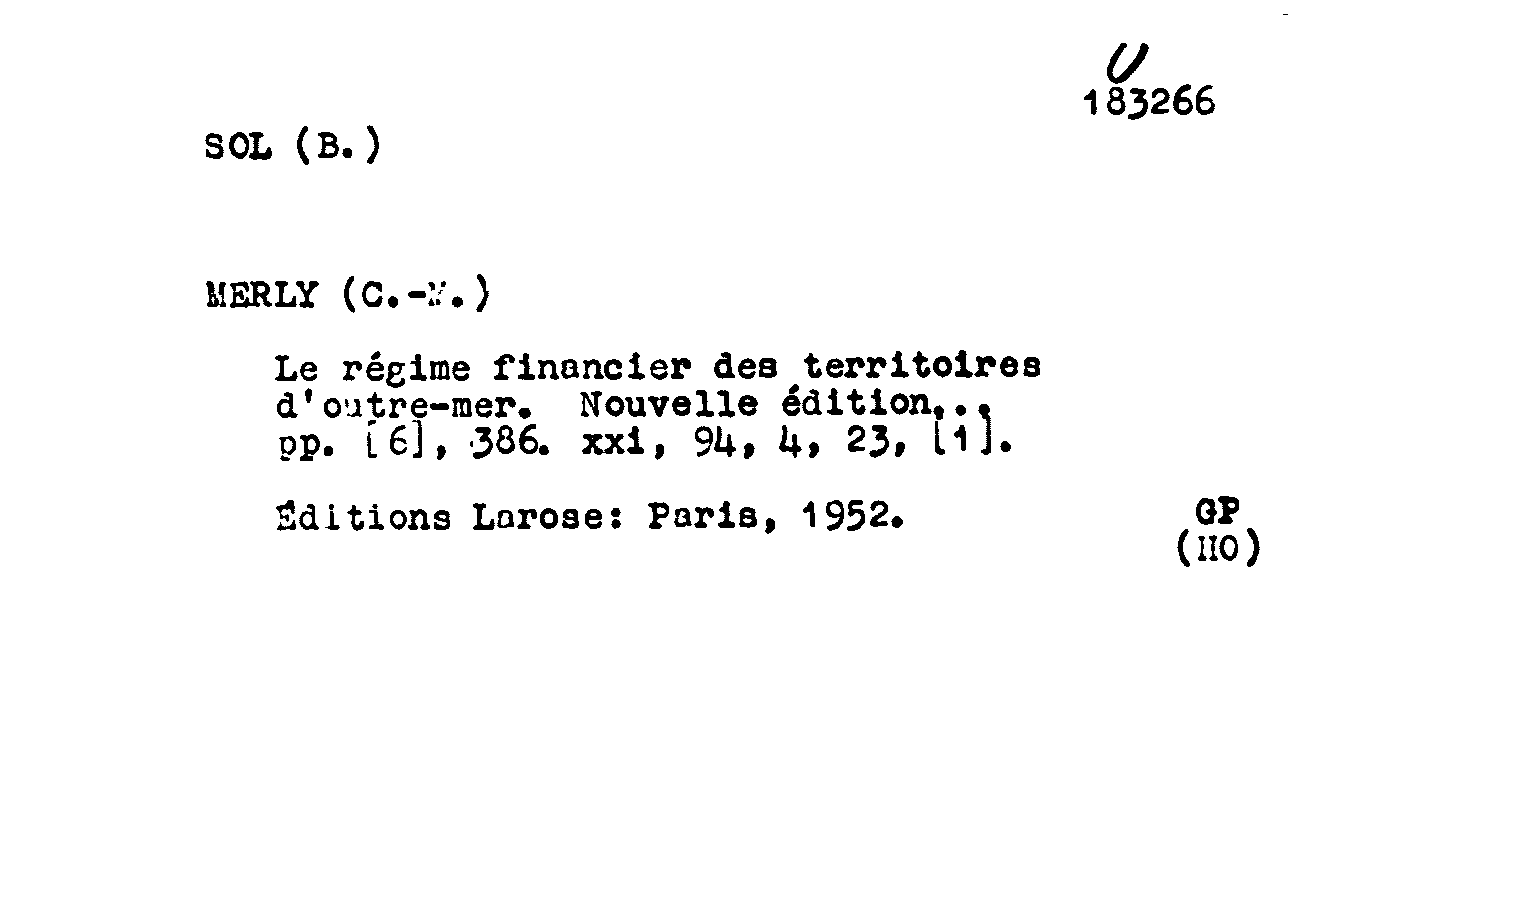 U
183266
SOL (B.)
MERLY (C.-M.)
Le régime financier des territoires
d'outre-mer. Nouvelle édition...
pp. [6], 386. xxi, 94, 4, 23, [1].
Éditions Larose: Paris, 1952.
GP
(HO)